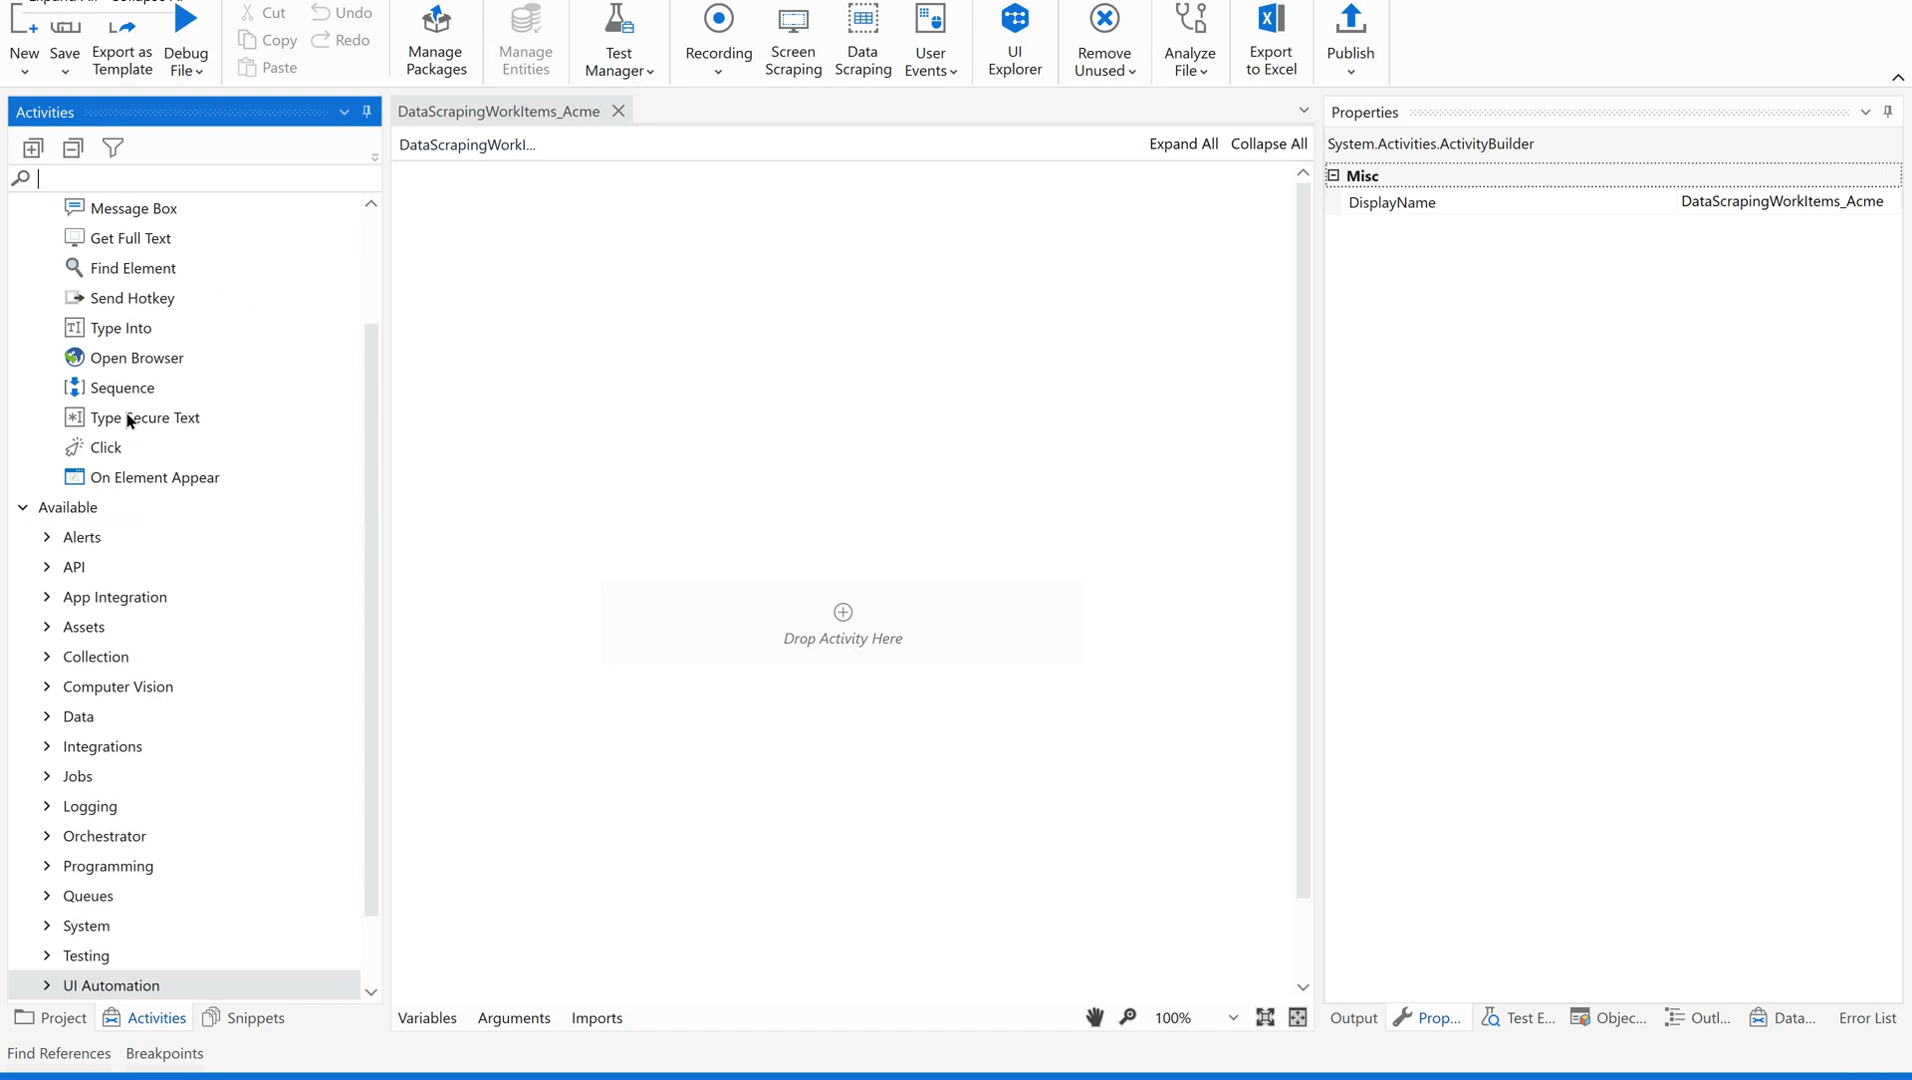 New
Save
Export as
Template
Debug
File
Cut
Copy
Paste
Undo
Redo
Manage
Packages
Manage
Entities
Test
Manager
Recording
Screen
Scraping
Data
Scraping
User
Events
UI
Explorer
Remove
Unused
Analyze
File
Export
to Excel
Publish
Activities
Message Box
Get Full Text
Find Element
Send Hotkey
Type Into
Open Browser
Sequence
Type Secure Text
Click
On Element Appear
Available
Alerts
API
App Integration
Assets
Collection
Computer Vision
Data
Integrations
Jobs
Logging
Orchestrator
Programming
Queues
System
Testing
UI Automation
Project
Activities
Snippets
DataScrapingWorkItems_Acme
DataScrapingWorkI...
Expand All
Collapse All
Drop Activity Here
Variables
Arguments
Imports
100%
Properties
System.Activities.ActivityBuilder
Misc
DisplayName
DataScrapingWorkItems_Acme
Output
Prop...
Test E...
Objec...
Outl...
Data...
Error List
Find References
Breakpoints